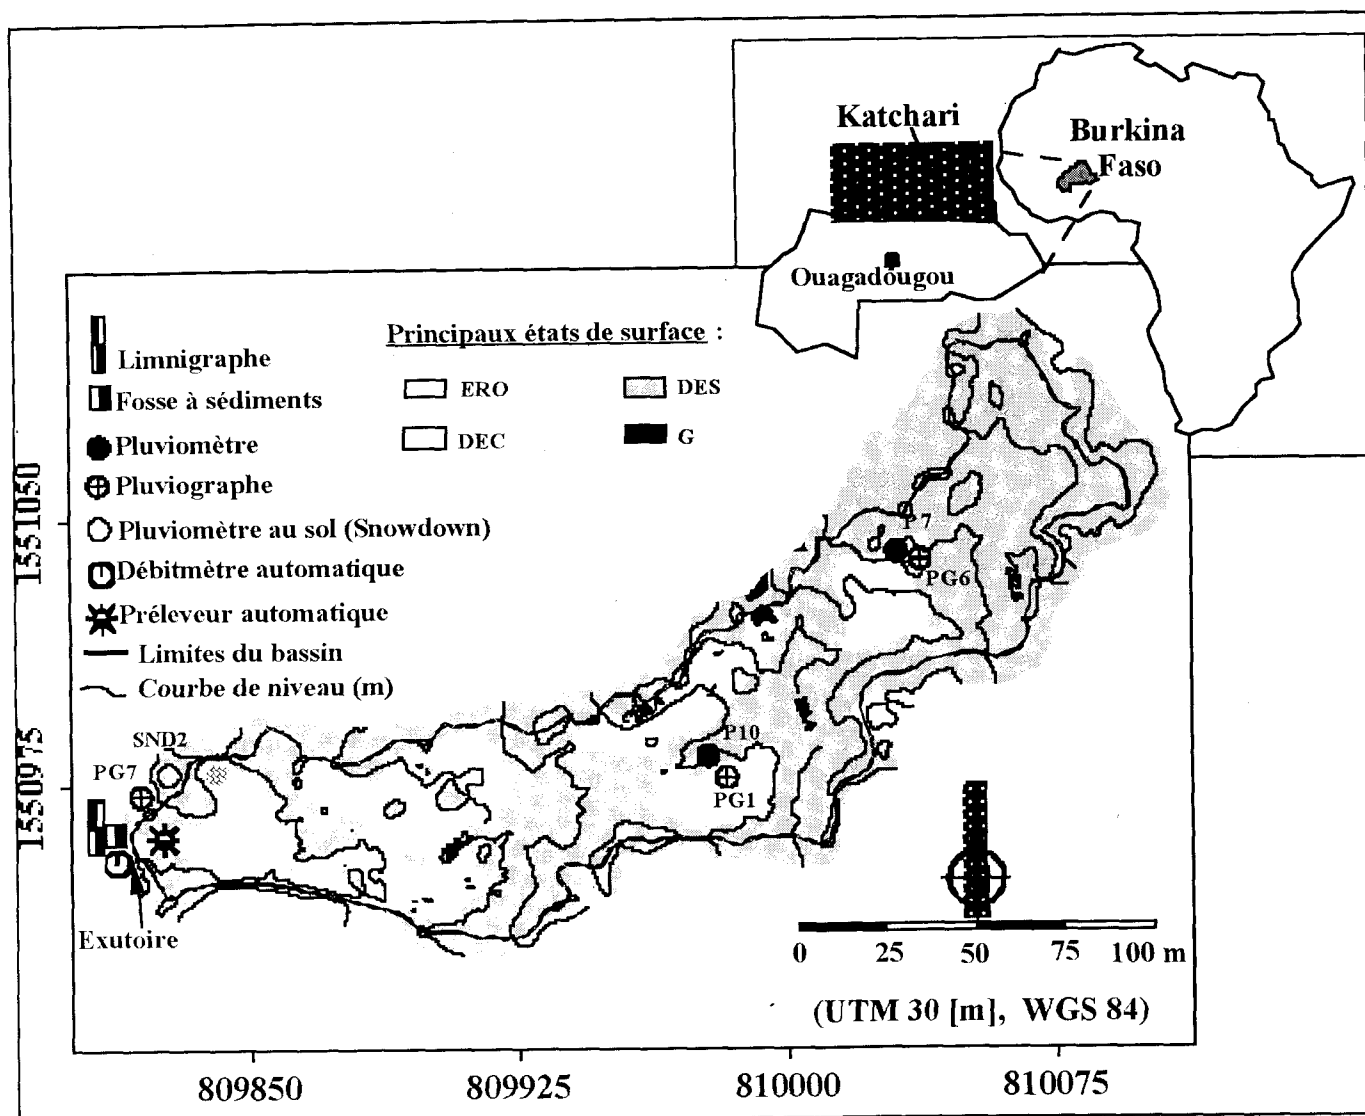 Katchari
Burkina
Faso
Ouagadougou
Principaux états de surface :
ERO
DES
DEC
G
Limnigraphe
Fosse à sédiments
Pluviomètre
Pluviographe
Pluviomètre au sol (Snowdown)
Débitmètre automatique
Préleveur automatique
Limites du bassin
Courbe de niveau (m)
1551050
1550975
P7
PG6
P10
PG1
SND2
PG7
Exutoire
0 25 50 75 100 m
(UTM 30 [m], WGS 84)
809850 809925 810000 810075